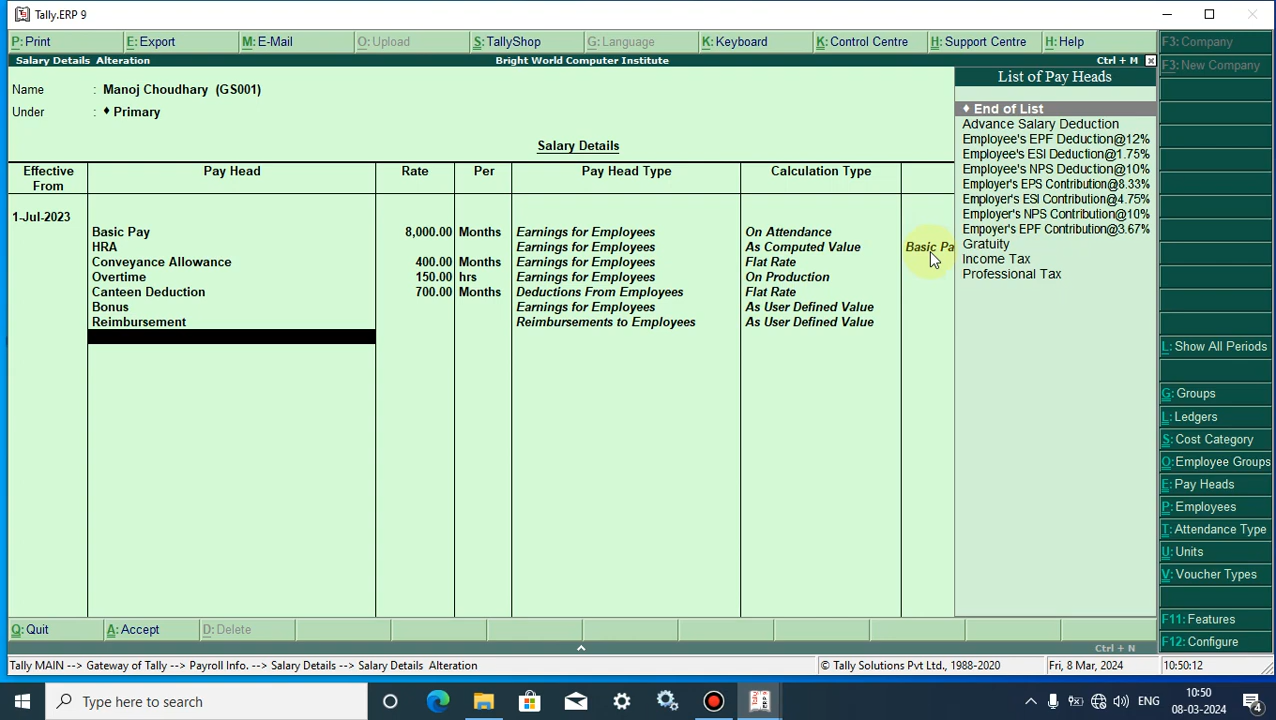 Tally.ERP 9
P: Print E: Export M: E-Mail O: Upload S: TallyShop G: Language K: Keyboard K: Control Centre H: Support Centre H: Help
F3: Company
F3: New Company
Salary Details Alteration Bright World Computer Institute Ctrl + M
Name : Manoj Choudhary (GS001)
Under : ♦ Primary
Salary Details
Effective From Pay Head Rate Per Pay Head Type Calculation Type
1-Jul-2023
Basic Pay 8,000.00 Months Earnings for Employees On Attendance
HRA Earnings for Employees As Computed Value Basic Pa
Conveyance Allowance 400.00 Months Earnings for Employees Flat Rate
Overtime 150.00 hrs Earnings for Employees On Production
Canteen Deduction 700.00 Months Deductions From Employees Flat Rate
Bonus Earnings for Employees As User Defined Value
Reimbursement Reimbursements to Employees As User Defined Value
List of Pay Heads
♦ End of List
Advance Salary Deduction
Employee's EPF Deduction@12%
Employee's ESI Deduction@1.75%
Employee's NPS Deduction@10%
Employer's EPS Contribution@8.33%
Employer's ESI Contribution@4.75%
Employer's NPS Contribution@10%
Empoyer's EPF Contribution@3.67%
Gratuity
Income Tax
Professional Tax
L: Show All Periods
G: Groups
L: Ledgers
S: Cost Category
O: Employee Groups
E: Pay Heads
P: Employees
T: Attendance Type
U: Units
V: Voucher Types
F11: Features
F12: Configure
Q: Quit A: Accept D: Delete
Ctrl + N
Tally MAIN --> Gateway of Tally --> Payroll Info. --> Salary Details --> Salary Details Alteration © Tally Solutions Pvt Ltd., 1988-2020 Fri, 8 Mar, 2024 10:50:12
Type here to search ENG 10:50
08-03-2024 4